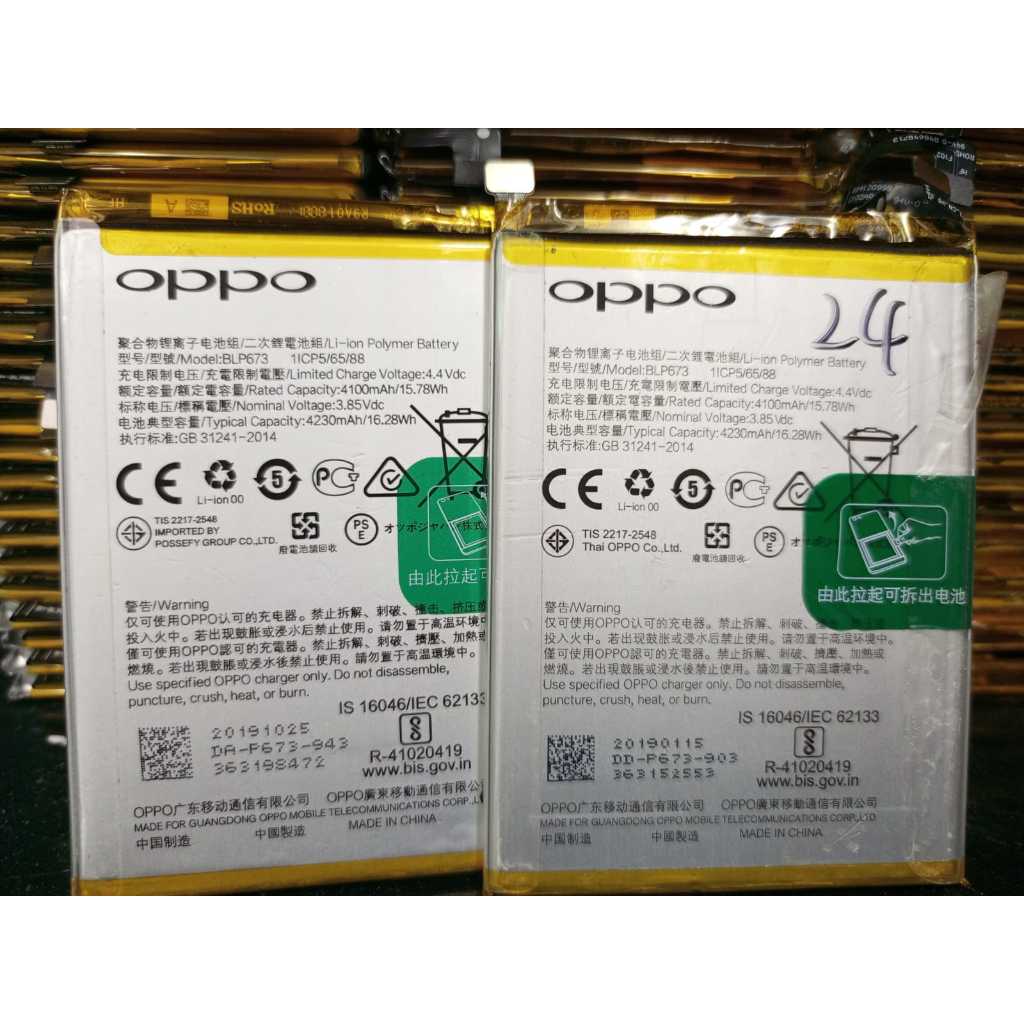 A
RoHS
oppo
聚合物锂离子电池组/二次鋰電池組/Li-ion Polymer Battery
型号/型號/Model:BLP673 1ICP5/65/88
充电限制电压/充電限制電壓/Limited Charge Voltage:4.4Vdc
额定容量/額定電容量/Rated Capacity:4100mAh/15.78Wh
标称电压/標稱電壓/Nominal Voltage:3.85Vdc
电池典型容量/Typical Capacity:4230mAh/16.28Wh
执行标准:GB 31241-2014
CE
Li-ion 00
5
TIS 2217-2548
IMPORTED BY
POSSEFY GROUP CO.,LTD.
廢電池請回收
PS
E
オッポジャパン株式
由此拉起可
警告/Warning
仅可使用OPPO认可的充电器。禁止拆解、刺破、撞击、挤压或
投入火中。若出现鼓胀或浸水后禁止使用。请勿置于高温环境中
僅可使用OPPO認可的充電器。禁止拆解、刺破、擠壓、加熱或
燃燒。若出現鼓脹或浸水後禁止使用。請勿置于高溫環境中。
Use specified OPPO charger only. Do not disassemble,
puncture, crush, heat, or burn.
IS 16046/IEC 62133
20191025
DA-P673-943
363198472
R-41020419
www.bis.gov.in
OPPO广东移动通信有限公司 OPPO廣東移動通信有限公司
MADE FOR GUANGDONG OPPO MOBILE TELECOMMUNICATIONS CORP.,L
中国制造 中國製造 MADE IN CHINA
oppo
24
聚合物锂离子电池组/二次鋰電池組/Li-ion Polymer Battery
型号/型號/Model:BLP673 1ICP5/65/88
充电限制电压/充電限制電壓/Limited Charge Voltage:4.4Vdc
额定容量/額定電容量/Rated Capacity:4100mAh/15.78Wh
标称电压/標稱電壓/Nominal Voltage:3.85Vdc
电池典型容量/Typical Capacity:4230mAh/16.28Wh
执行标准:GB 31241-2014
CE
Li-ion 00
5
TIS 2217-2548
Thai OPPO Co.,Ltd.
廢電池請回收
PS
E
由此拉起可拆出电池
警告/Warning
仅可使用OPPO认可的充电器。禁止拆解、刺破、撞击、挤压或
投入火中。若出现鼓胀或浸水后禁止使用。请勿置于高温环境中
僅可使用OPPO認可的充電器。禁止拆解、刺破、擠壓、加熱或
燃燒。若出現鼓脹或浸水後禁止使用。請勿置于高溫環境中。
Use specified OPPO charger only. Do not disassemble,
puncture, crush, heat, or burn.
IS 16046/IEC 62133
20190115
DD-P673-903
363152553
R-41020419
www.bis.gov.in
OPPO广东移动通信有限公司 OPPO廣東移動通信有限公司
MADE FOR GUANGDONG OPPO MOBILE TELECOMMUNICATIONS CORP.,LTD
中国制造 中國製造 MADE IN CHINA